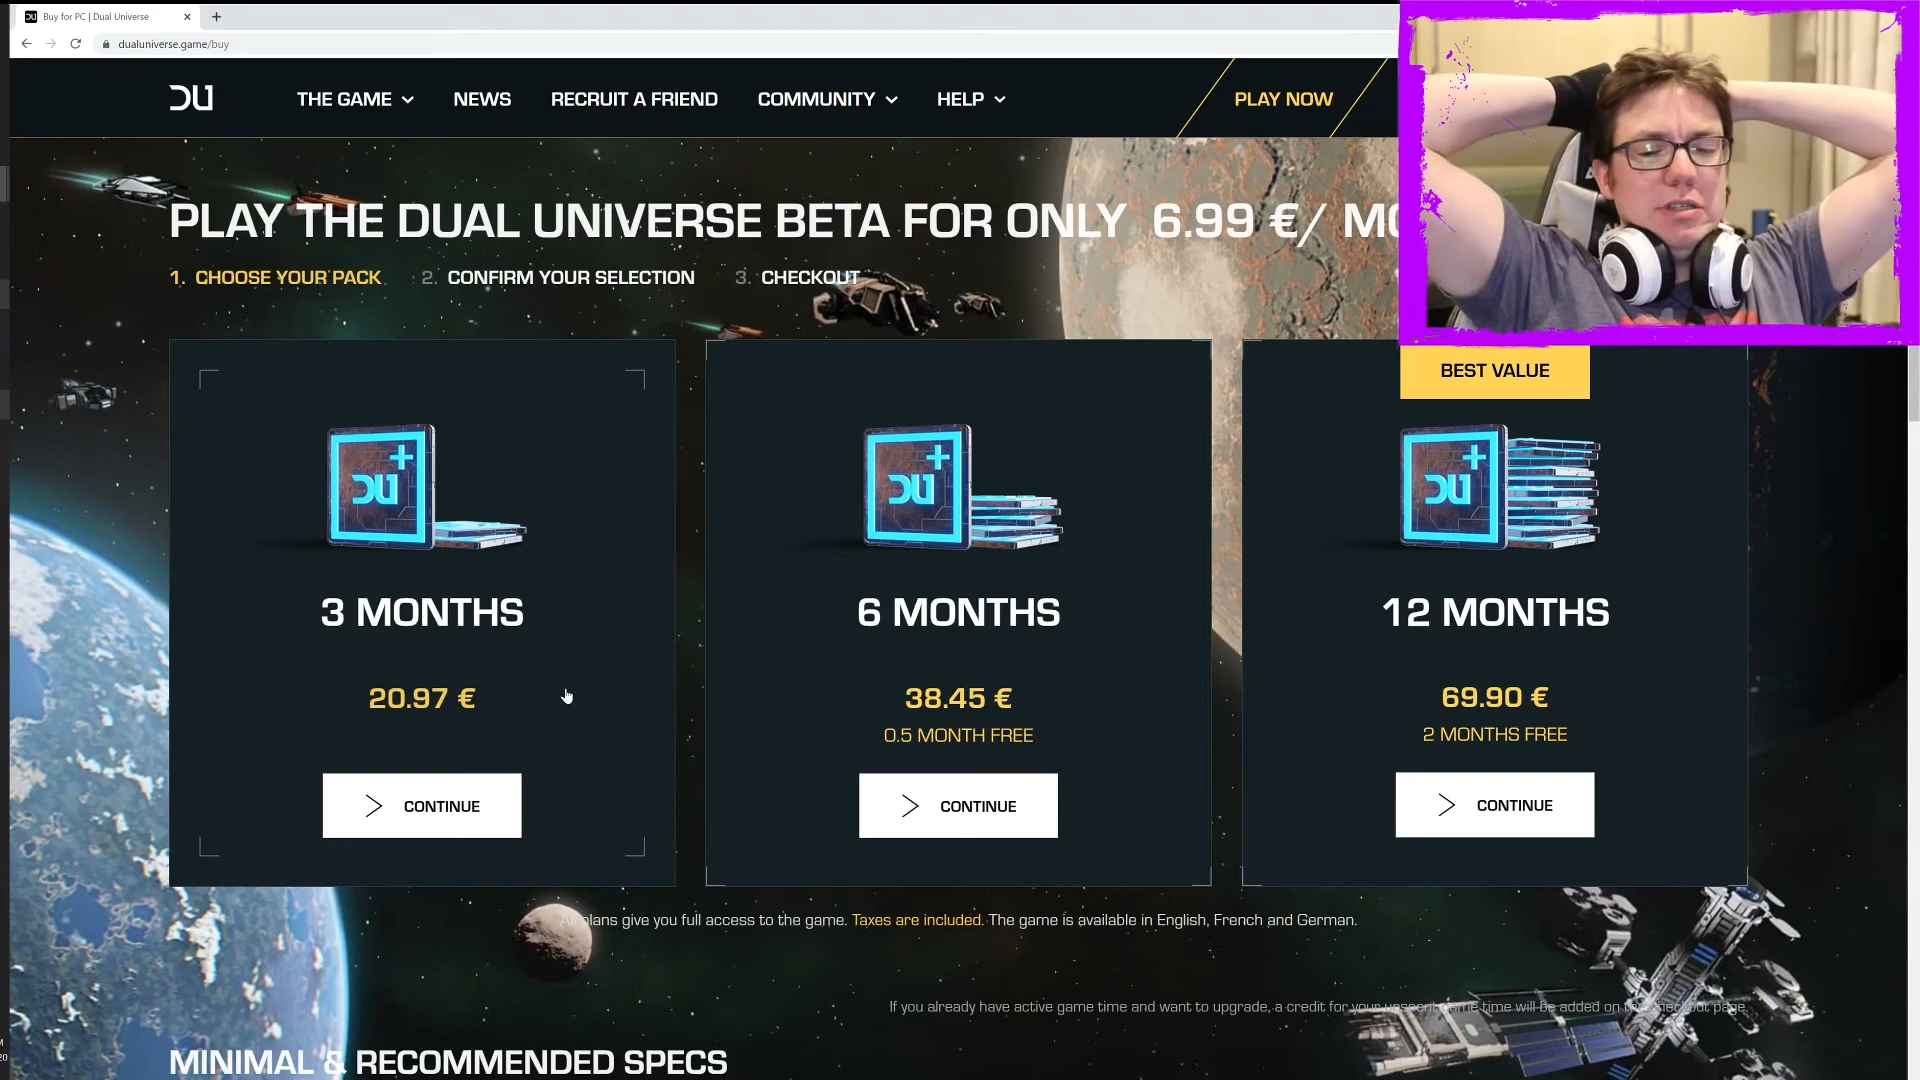 Buy for PC | Dual Universe
dualuniverse.game/buy
DU
THE GAME
NEWS
RECRUIT A FRIEND
COMMUNITY
HELP
PLAY NOW
PLAY THE DUAL UNIVERSE BETA FOR ONLY 6.99 €/ MO
1. CHOOSE YOUR PACK
2. CONFIRM YOUR SELECTION
3. CHECKOUT
DU+
3 MONTHS
20.97 €
CONTINUE
DU+
6 MONTHS
38.45 €
0.5 MONTH FREE
CONTINUE
BEST VALUE
DU+
12 MONTHS
69.90 €
2 MONTHS FREE
CONTINUE
All plans give you full access to the game. Taxes are included. The game is available in English, French and German.
If you already have active game time and want to upgrade, a credit for your unspent game time will be added on the checkout page.
MINIMAL & RECOMMENDED SPECS